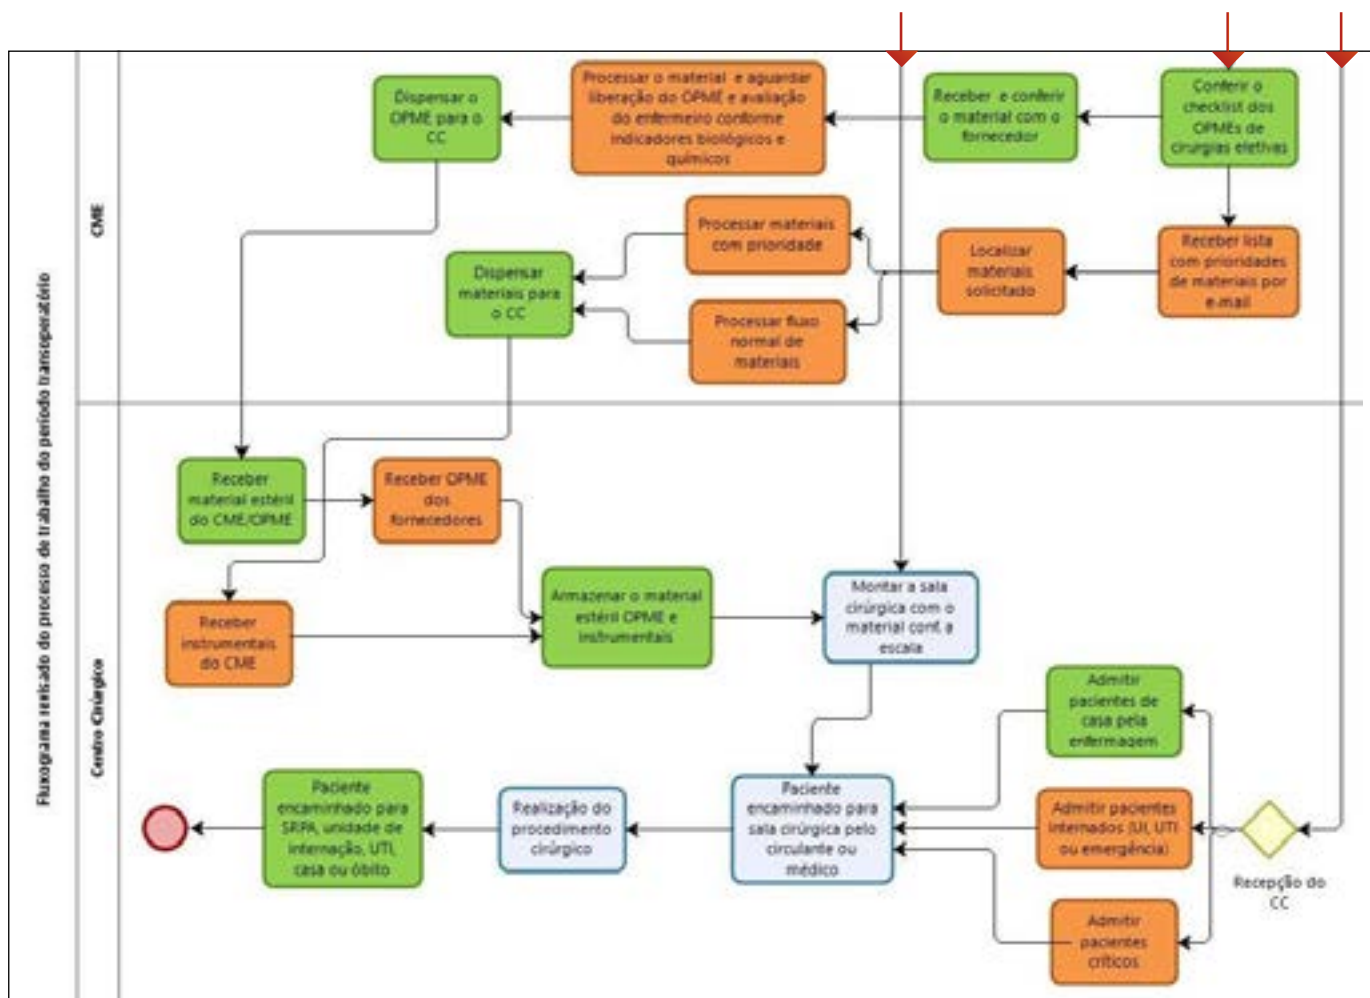 Fluxograma revisado do processo de trabalho do período transoperatório
CME
Dispensar o
OPME para o
CC
Processar o material e aguardar
liberação do OPME e avaliação
do enfermeiro conforme
indicadores biológicos e
químicos
Receber e conferir
o material com o
fornecedor
Conferir o
checklist dos
OPMEs de
cirurgias eletivas
Processar materiais
com prioridade
Localizar
materiais
solicitado
Receber lista
com prioridades
de materiais por
e-mail
Dispensar
materiais para
o CC
Processar fluxo
normal de
materiais
Centro Cirúrgico
Receber
material estéril
do CME/OPME
Receber OPME
dos
fornecedores
Receber
instrumentais
do CME
Armazenar o material
estéril OPME e
instrumentais
Montar a sala
cirúrgica com o
material conf. a
escala
Admitir
pacientes de
casa pela
enfermagem
Paciente
encaminhado para
SRPA, unidade de
internação, UTI,
casa ou óbito
Realização do
procedimento
cirúrgico
Paciente
encaminhado para
sala cirúrgica pelo
circulante ou
médico
Admitir pacientes
internados (UI, UTI
ou emergência)
Recepção do
CC
Admitir
pacientes
críticos